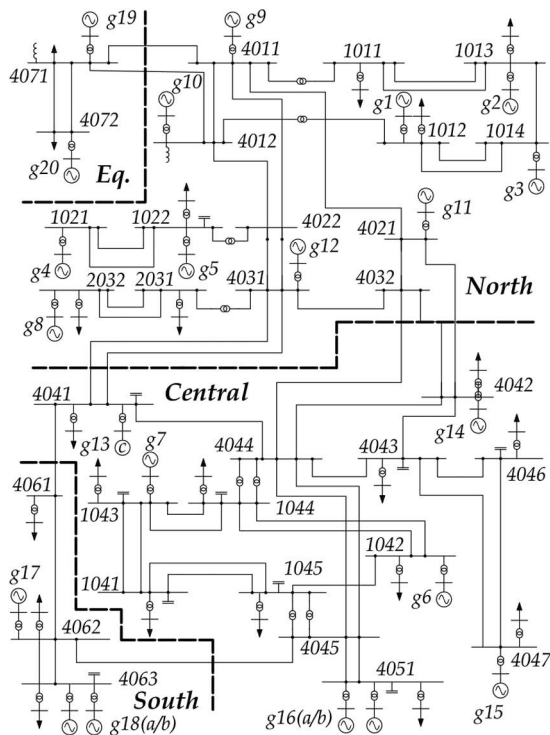 g19
g9
4071
4011
1011
1013
g10
g1
g2
4072
4012
1012
1014
g20
Eq.
g3
g11
1021
1022
4022
4021
g12
g4
g5
2032
2031
4031
4032
North
g8
Central
4041
4042
g13
c
g7
4044
4043
g14
4046
4061
1043
1044
1042
g17
1041
1045
g6
4062
4045
4047
4063
4051
South
g18(a/b)
g16(a/b)
g15